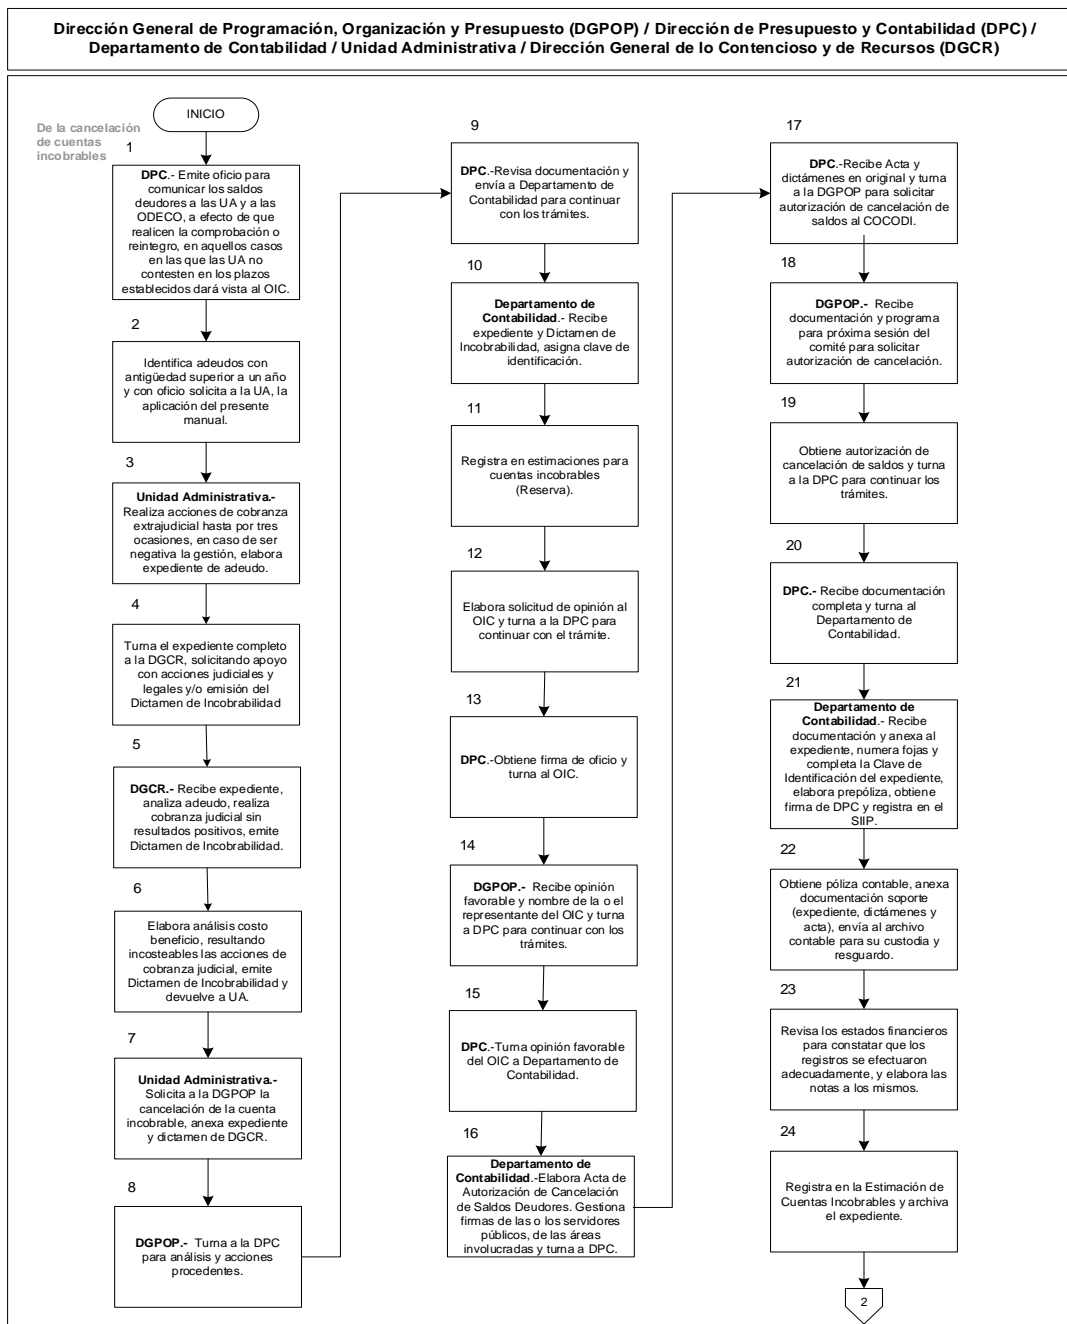 Dirección General de Programación, Organización y Presupuesto (DGPOP) / Dirección de Presupuesto y Contabilidad (DPC) /
Departamento de Contabilidad / Unidad Administrativa / Dirección General de lo Contencioso y de Recursos (DGCR)
INICIO
De la cancelación
de cuentas
incobrables
1
DPC.- Emite oficio para
comunicar los saldos
deudores a las UA y a las
ODECO, a efecto de que
realicen la comprobación o
reintegro, en aquellos casos
en las que las UA no
contesten en los plazos
establecidos dará vista al OIC.
2
Identifica adeudos con
antigüedad superior a un año
y con oficio solicita a la UA, la
aplicación del presente
manual.
3
Unidad Administrativa.-
Realiza acciones de cobranza
extrajudicial hasta por tres
ocasiones, en caso de ser
negativa la gestión, elabora
expediente de adeudo.
4
Turna el expediente completo
a la DGCR, solicitando apoyo
con acciones judiciales y
legales y/o emisión del
Dictamen de Incobrabilidad
5
DGCR.- Recibe expediente,
analiza adeudo, realiza
cobranza judicial sin
resultados positivos, emite
Dictamen de Incobrabilidad.
6
Elabora análisis costo
beneficio, resultando
incosteables las acciones de
cobranza judicial, emite
Dictamen de Incobrabilidad y
devuelve a UA.
7
Unidad Administrativa.-
Solicita a la DGPOP la
cancelación de la cuenta
incobrable, anexa expediente
y dictamen de DGCR.
8
DGPOP.- Turna a la DPC
para análisis y acciones
procedentes.
9
DPC.-Revisa documentación y
envía a Departamento de
Contabilidad para continuar
con los trámites.
10
Departamento de
Contabilidad.- Recibe
expediente y Dictamen de
Incobrabilidad, asigna clave de
identificación.
11
Registra en estimaciones para
cuentas incobrables
(Reserva).
12
Elabora solicitud de opinión al
OIC y turna a la DPC para
continuar con el trámite.
13
DPC.-Obtiene firma de oficio y
turna al OIC.
14
DGPOP.- Recibe opinión
favorable y nombre de la o el
representante del OIC y turna
a DPC para continuar con los
trámites.
15
DPC.-Turna opinión favorable
del OIC a Departamento de
Contabilidad.
16
Departamento de
Contabilidad.-Elabora Acta de
Autorización de Cancelación
de Saldos Deudores. Gestiona
firmas de las o los servidores
públicos, de las áreas
involucradas y turna a DPC.
17
DPC.-Recibe Acta y
dictámenes en original y turna
a la DGPOP para solicitar
autorización de cancelación de
saldos al COCODI.
18
DGPOP.- Recibe
documentación y programa
para próxima sesión del
comité para solicitar
autorización de cancelación.
19
Obtiene autorización de
cancelación de saldos y turna
a la DPC para continuar los
trámites.
20
DPC.- Recibe documentación
completa y turna al
Departamento de
Contabilidad.
21
Departamento de
Contabilidad.- Recibe
documentación y anexa al
expediente, numera fojas y
completa la Clave de
Identificación del expediente,
elabora prepóliza, obtiene
firma de DPC y registra en el
SIIP.
22
Obtiene póliza contable, anexa
documentación soporte
(expediente, dictámenes y
acta), envía al archivo
contable para su custodia y
resguardo.
23
Revisa los estados financieros
para constatar que los
registros se efectuaron
adecuadamente, y elabora las
notas a los mismos.
24
Registra en la Estimación de
Cuentas Incobrables y archiva
el expediente.
2